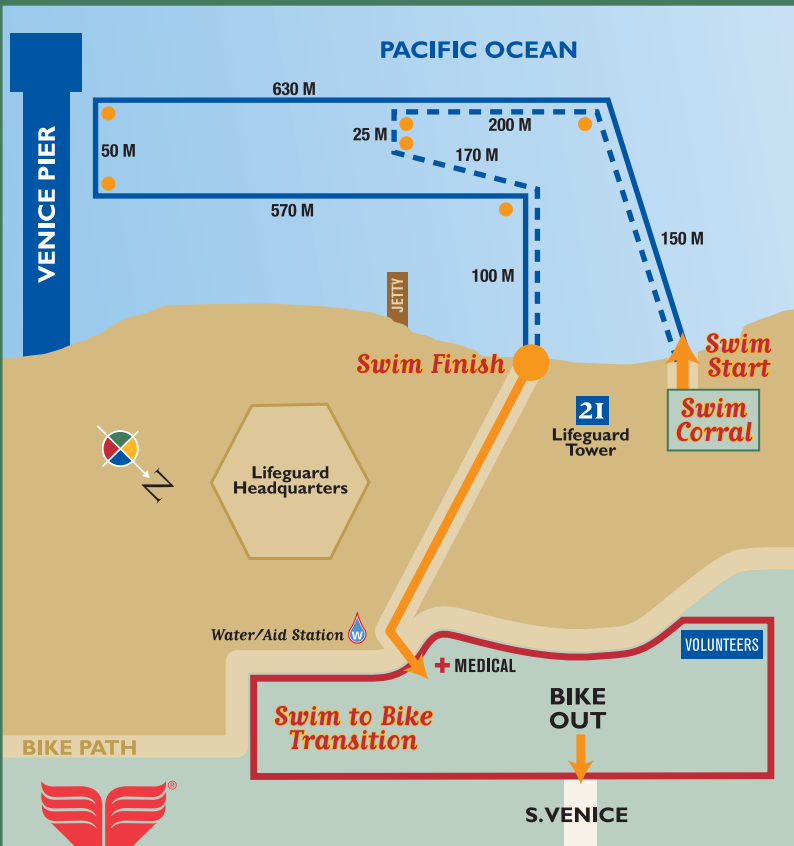 PACIFIC OCEAN
VENICE PIER
630 M
50 M
25 M
200 M
170 M
570 M
150 M
100 M
JETTY
Swim Finish
Swim
Start
Swim
Corral
21
Lifeguard
Tower
N
Lifeguard
Headquarters
Water/Aid Station
W
+ MEDICAL
VOLUNTEERS
Swim to Bike
Transition
BIKE
OUT
BIKE PATH
®
S.VENICE